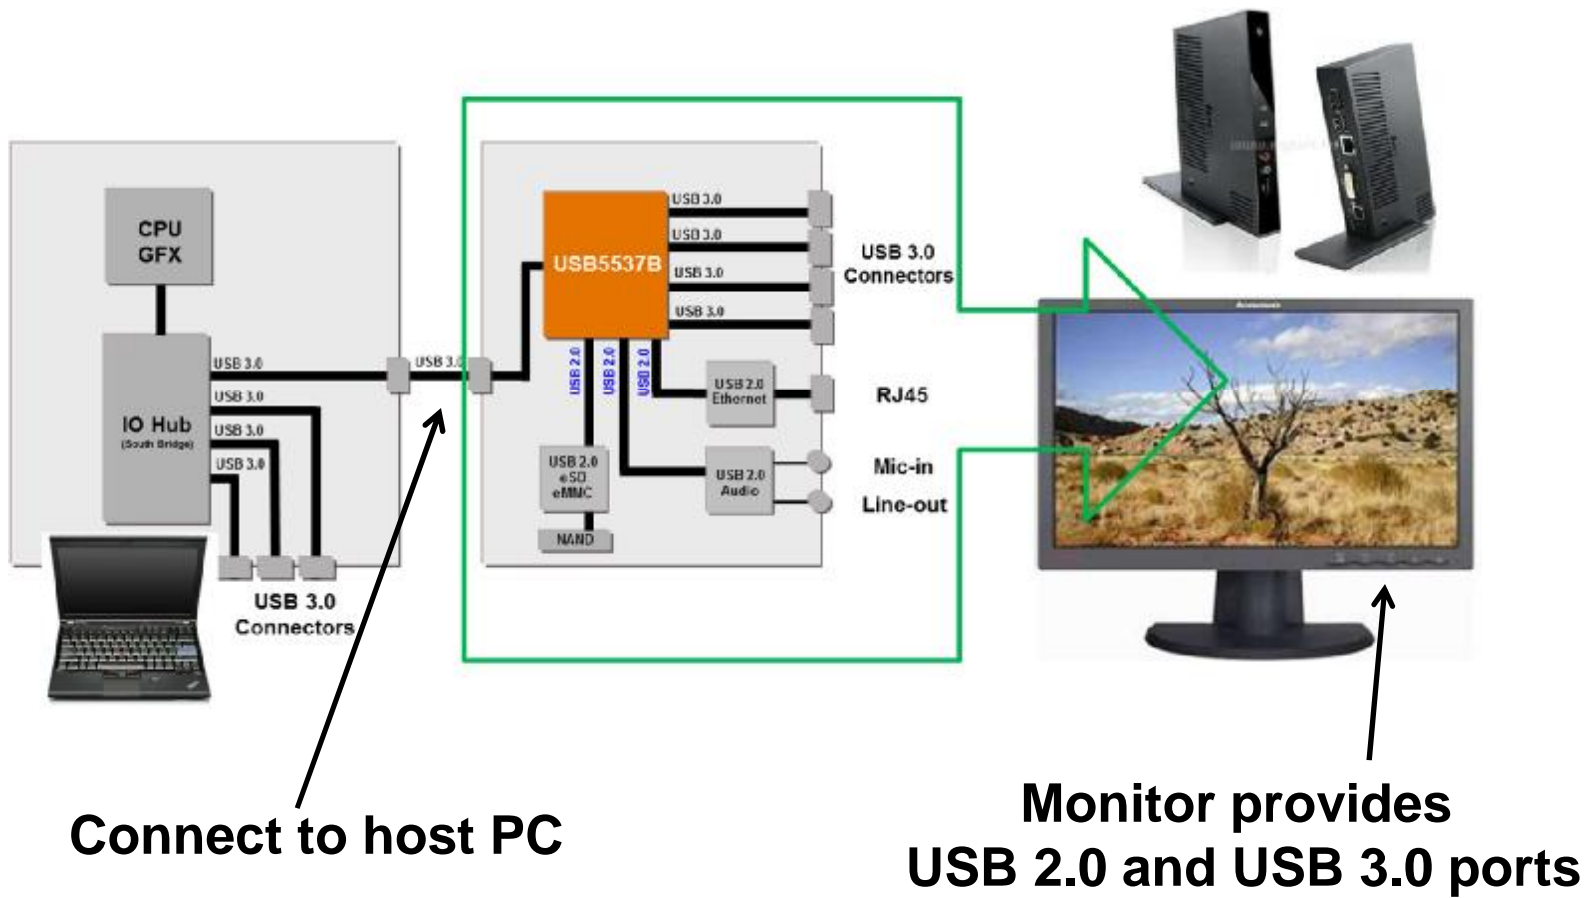 CPU
GFX
IO Hub
(South Bridge)
USB 3.0
USB 3.0
USB 3.0
USB 3.0
USB 3.0
Connectors
USB 3.0
USB5537B
USB 3.0
USB 3.0
USB 3.0
USB 3.0
USB 3.0
Connectors
USB 2.0
USB 2.0
USB 2.0
USB 2.0
Ethernet
RJ45
USB 2.0
eSD
eMMC
NAND
USB 2.0
Audio
Mic-in
Line-out
Connect to host PC
Monitor provides
USB 2.0 and USB 3.0 ports